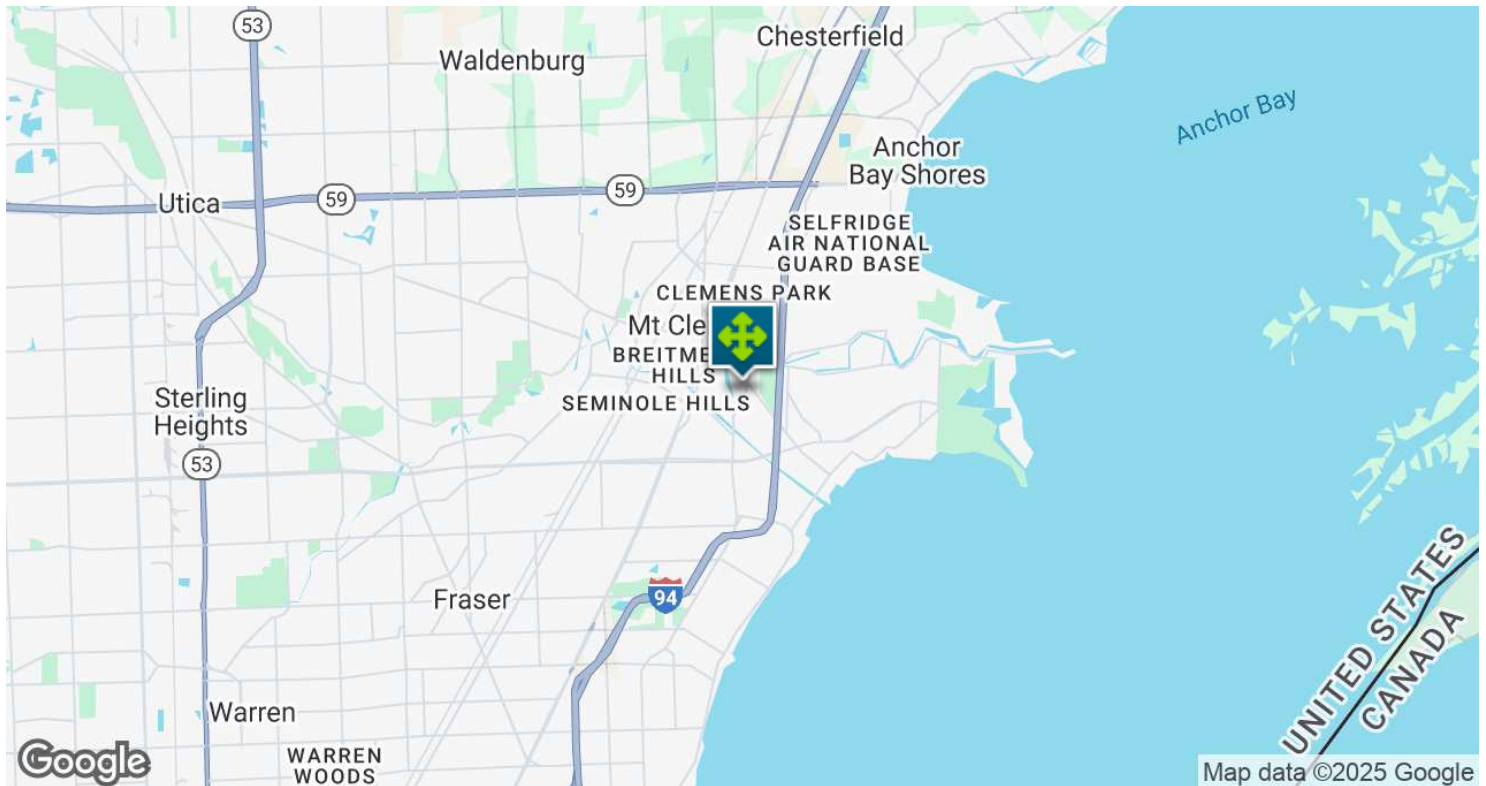 53
Chesterfield
Waldenburg
Anchor Bay
Anchor
Bay Shores
59
59
Utica
SELFRIDGE
AIR NATIONAL
GUARD BASE
CLEMENS PARK
Mt Cle
BREITME
HILLS
SEMINOLE HILLS
Sterling
Heights
53
94
Fraser
UNITED STATES
CANADA
Warren
WARREN
WOODS
Google
Map data ©2025 Google